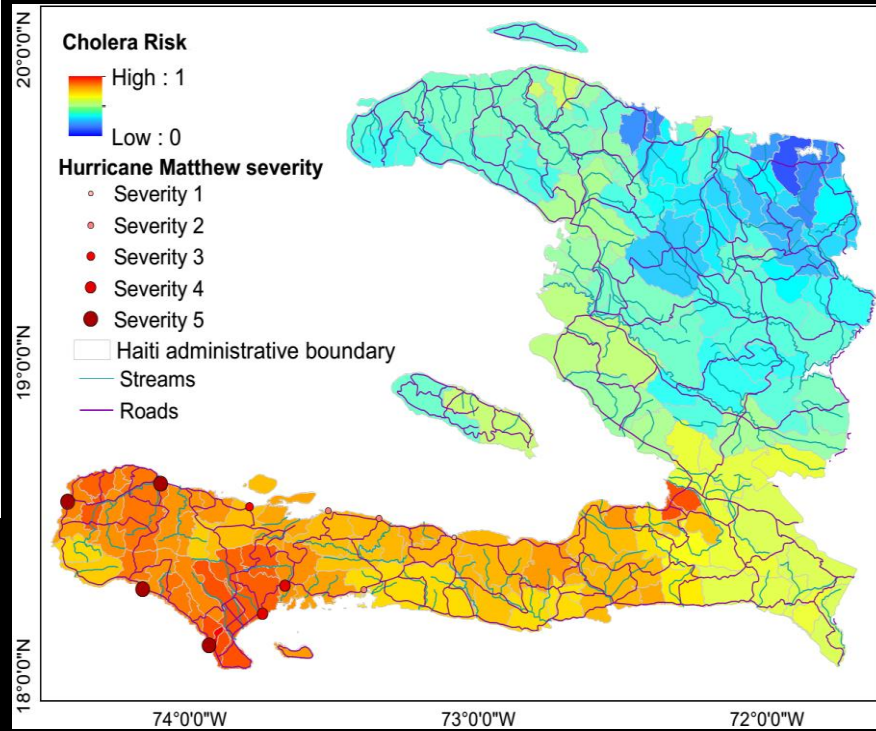 Cholera Risk
High : 1
Low : 0
Hurricane Matthew severity
Severity 1
Severity 2
Severity 3
Severity 4
Severity 5
Haiti administrative boundary
Streams
Roads
20°0'0"N
19°0'0"N
18°0'0"N
74°0'0"W
73°0'0"W
72°0'0"W